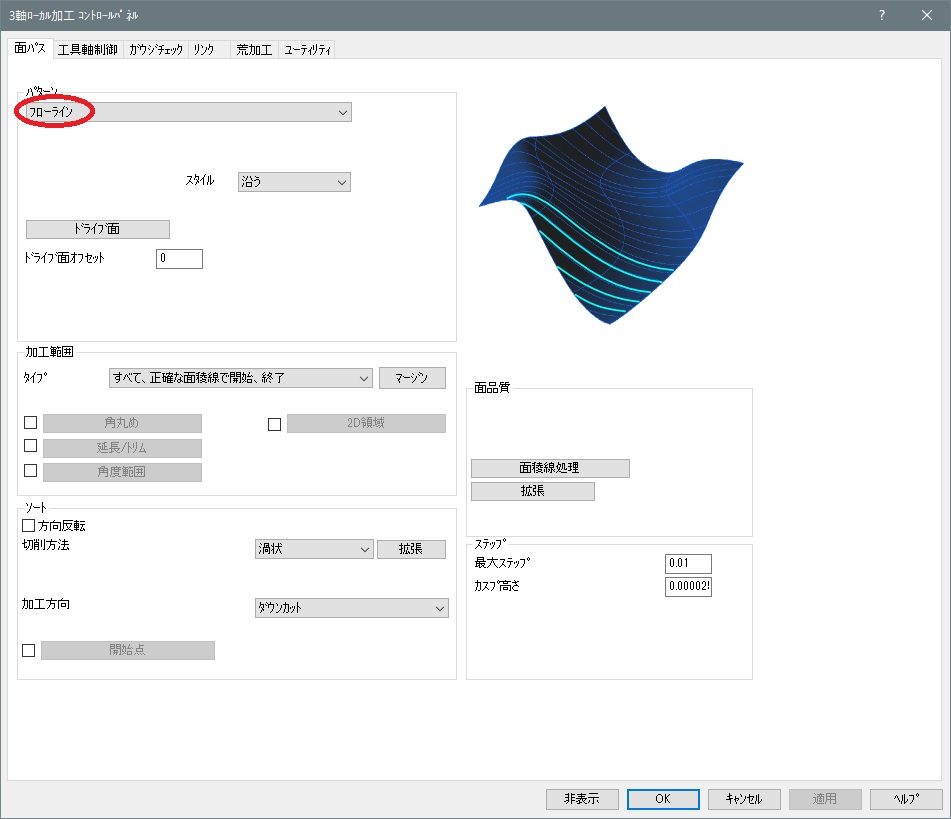 3軸ﾛｰｶﾙ加工 ｺﾝﾄﾛｰﾙﾊﾟﾈﾙ ?
面ﾊﾟｽ 工具軸制御 ｶﾞｳｼﾞﾁｪｯｸ ﾘﾝｸ 荒加工 ﾕｰﾃｨﾘﾃｨ
ﾊﾟﾀｰﾝ
ﾌﾛｰﾗｲﾝ
ｽﾀｲﾙ 沿う
ﾄﾞﾗｲﾌﾞ面
ﾄﾞﾗｲﾌﾞ面ｵﾌｾｯﾄ 0
加工範囲
ﾀｲﾌﾟ すべて、正確な面稜線で開始、終了 ﾏｰｼﾞﾝ
角丸め 2D領域
延長/ﾄﾘﾑ
角度範囲
ｿｰﾄ
方向反転
切削方法 渦状 拡張
加工方向 ﾀﾞｳﾝｶｯﾄ
開始点
面品質
面稜線処理
拡張
ｽﾃｯﾌﾟ
最大ｽﾃｯﾌﾟ 0.01
ｶｽﾌﾟ高さ 0.00002
非表示 OK ｷｬﾝｾﾙ 適用 ﾍﾙﾌﾟ